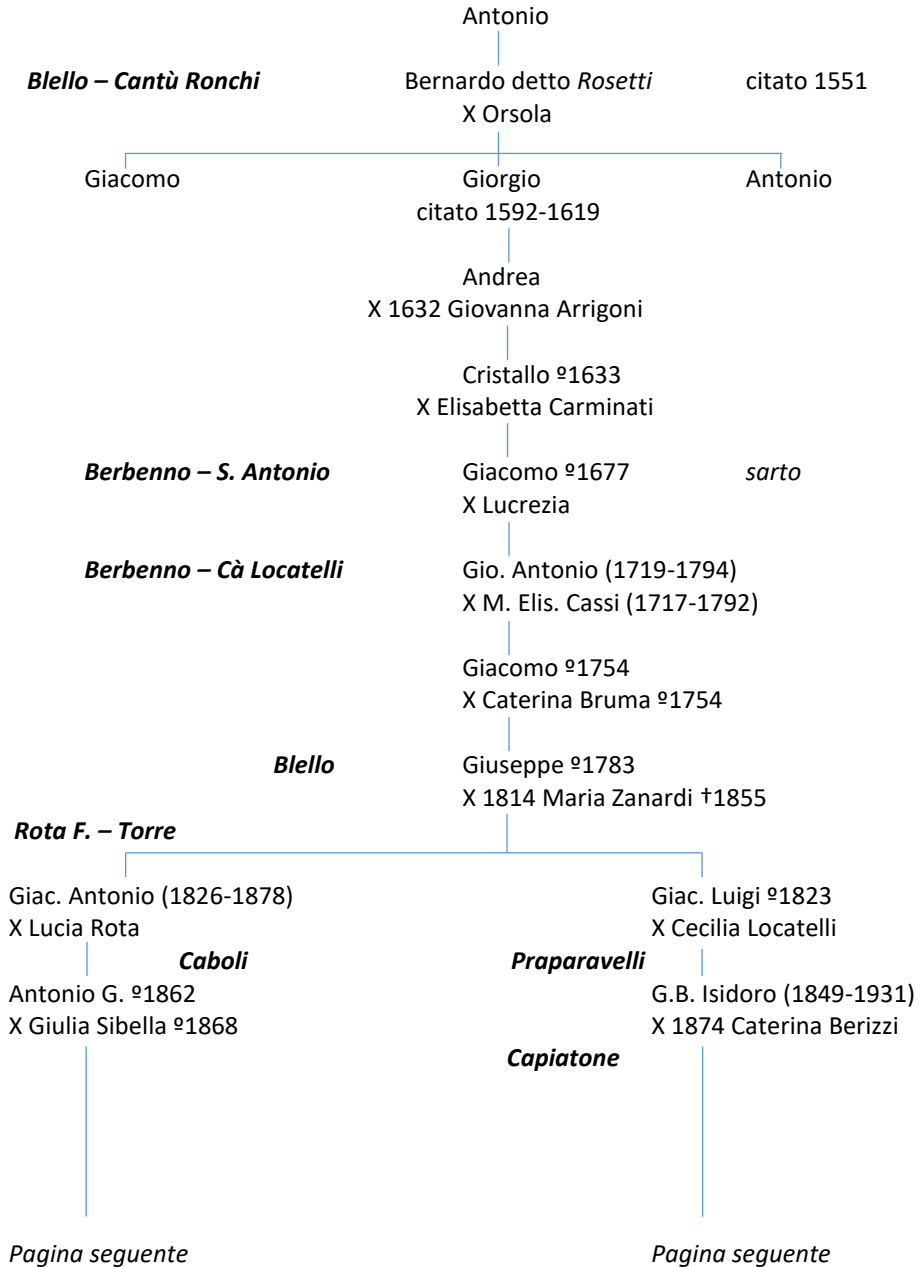 Antonio
Blello – Cantù Ronchi Bernardo detto Rosetti citato 1551
X Orsola
Giacomo Giorgio Antonio
citato 1592-1619
Andrea
X 1632 Giovanna Arrigoni
Cristallo º1633
X Elisabetta Carminati
Berbenno – S. Antonio Giacomo º1677 sarto
X Lucrezia
Berbenno – Cà Locatelli Gio. Antonio (1719-1794)
X M. Elis. Cassi (1717-1792)
Giacomo º1754
X Caterina Bruma º1754
Blello Giuseppe º1783
X 1814 Maria Zanardi †1855
Rota F. – Torre
Giac. Antonio (1826-1878) Giac. Luigi º1823
X Lucia Rota X Cecilia Locatelli
Caboli Praparavelli
Antonio G. º1862 G.B. Isidoro (1849-1931)
X Giulia Sibella º1868 X 1874 Caterina Berizzi
Capiatone
Pagina seguente Pagina seguente